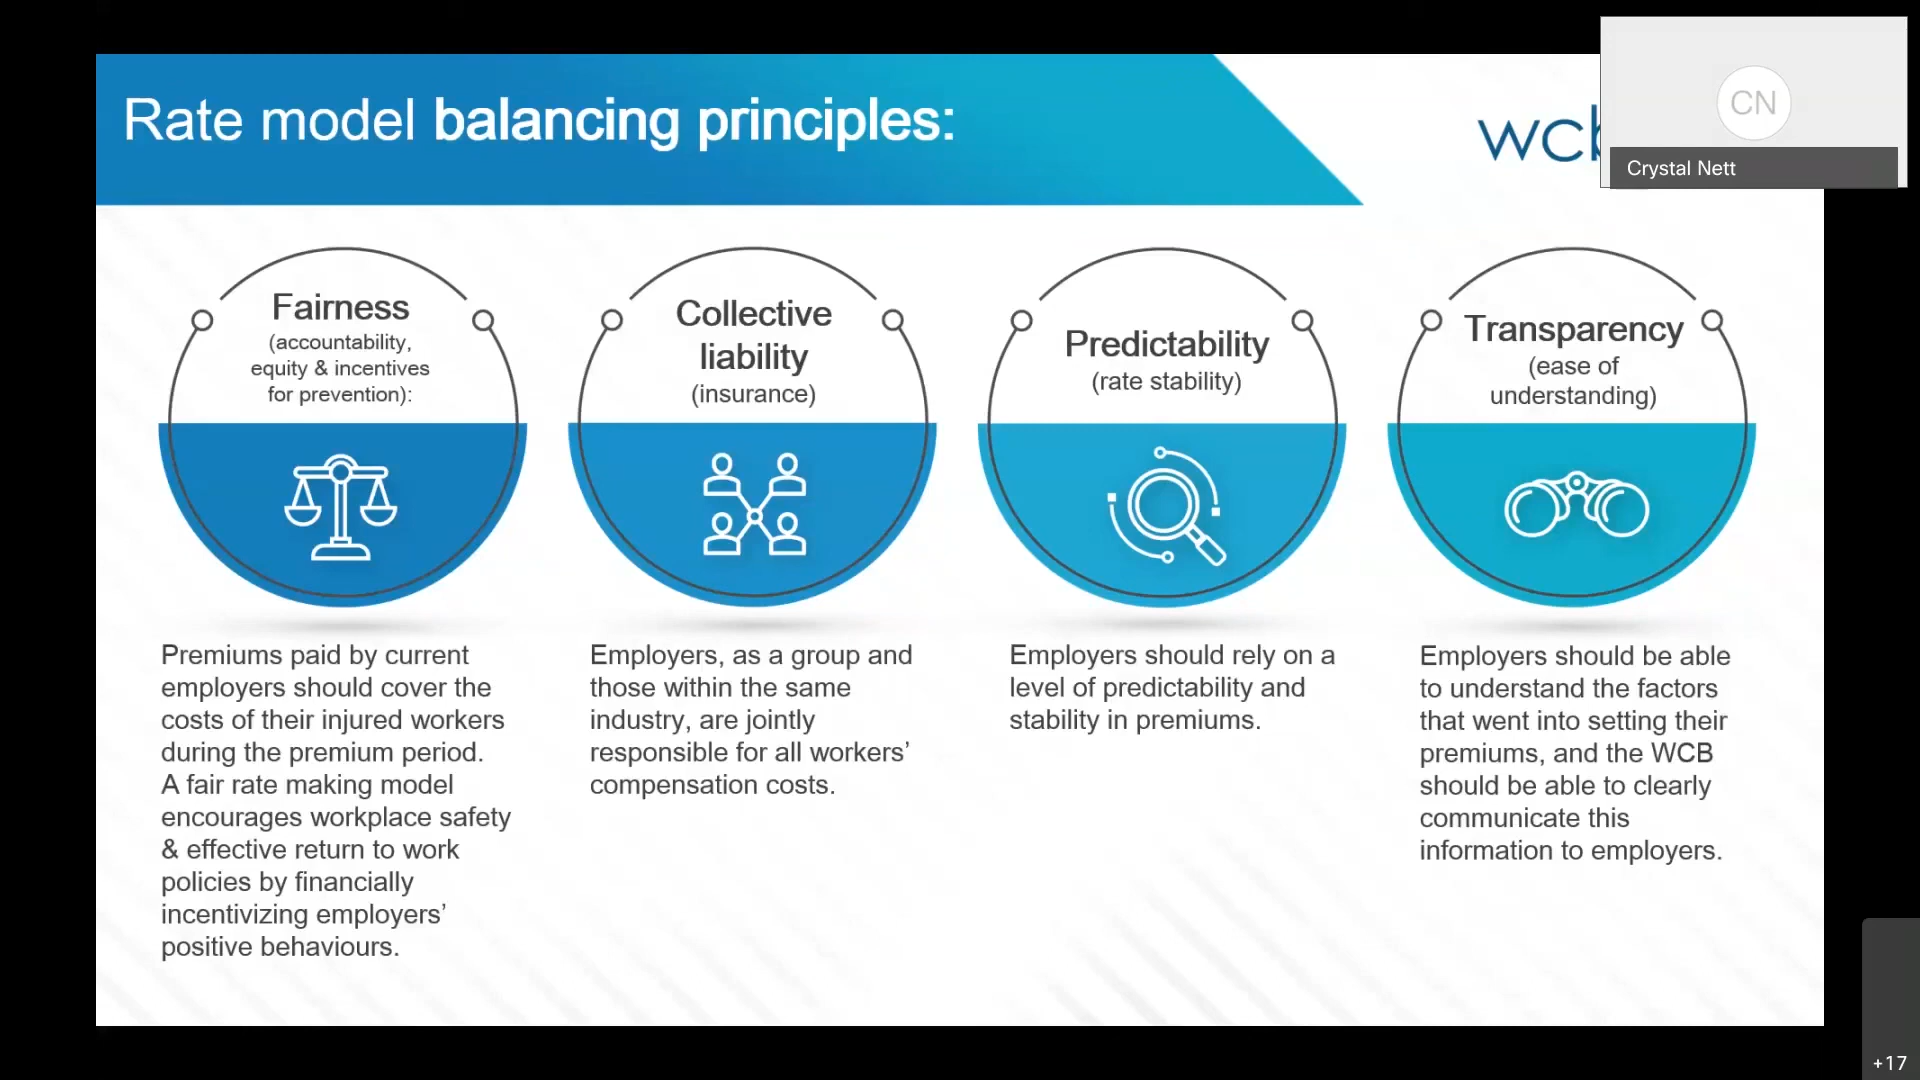 Rate model balancing principles:
CN
Crystal Nett
Fairness
(accountability,
equity & incentives
for prevention):
Premiums paid by current
employers should cover the
costs of their injured workers
during the premium period.
A fair rate making model
encourages workplace safety
& effective return to work
policies by financially
incentivizing employers’
positive behaviours.
Collective
liability
(insurance)
Employers, as a group and
those within the same
industry, are jointly
responsible for all workers’
compensation costs.
Predictability
(rate stability)
Employers should rely on a
level of predictability and
stability in premiums.
Transparency
(ease of
understanding)
Employers should be able
to understand the factors
that went into setting their
premiums, and the WCB
should be able to clearly
communicate this
information to employers.
+17